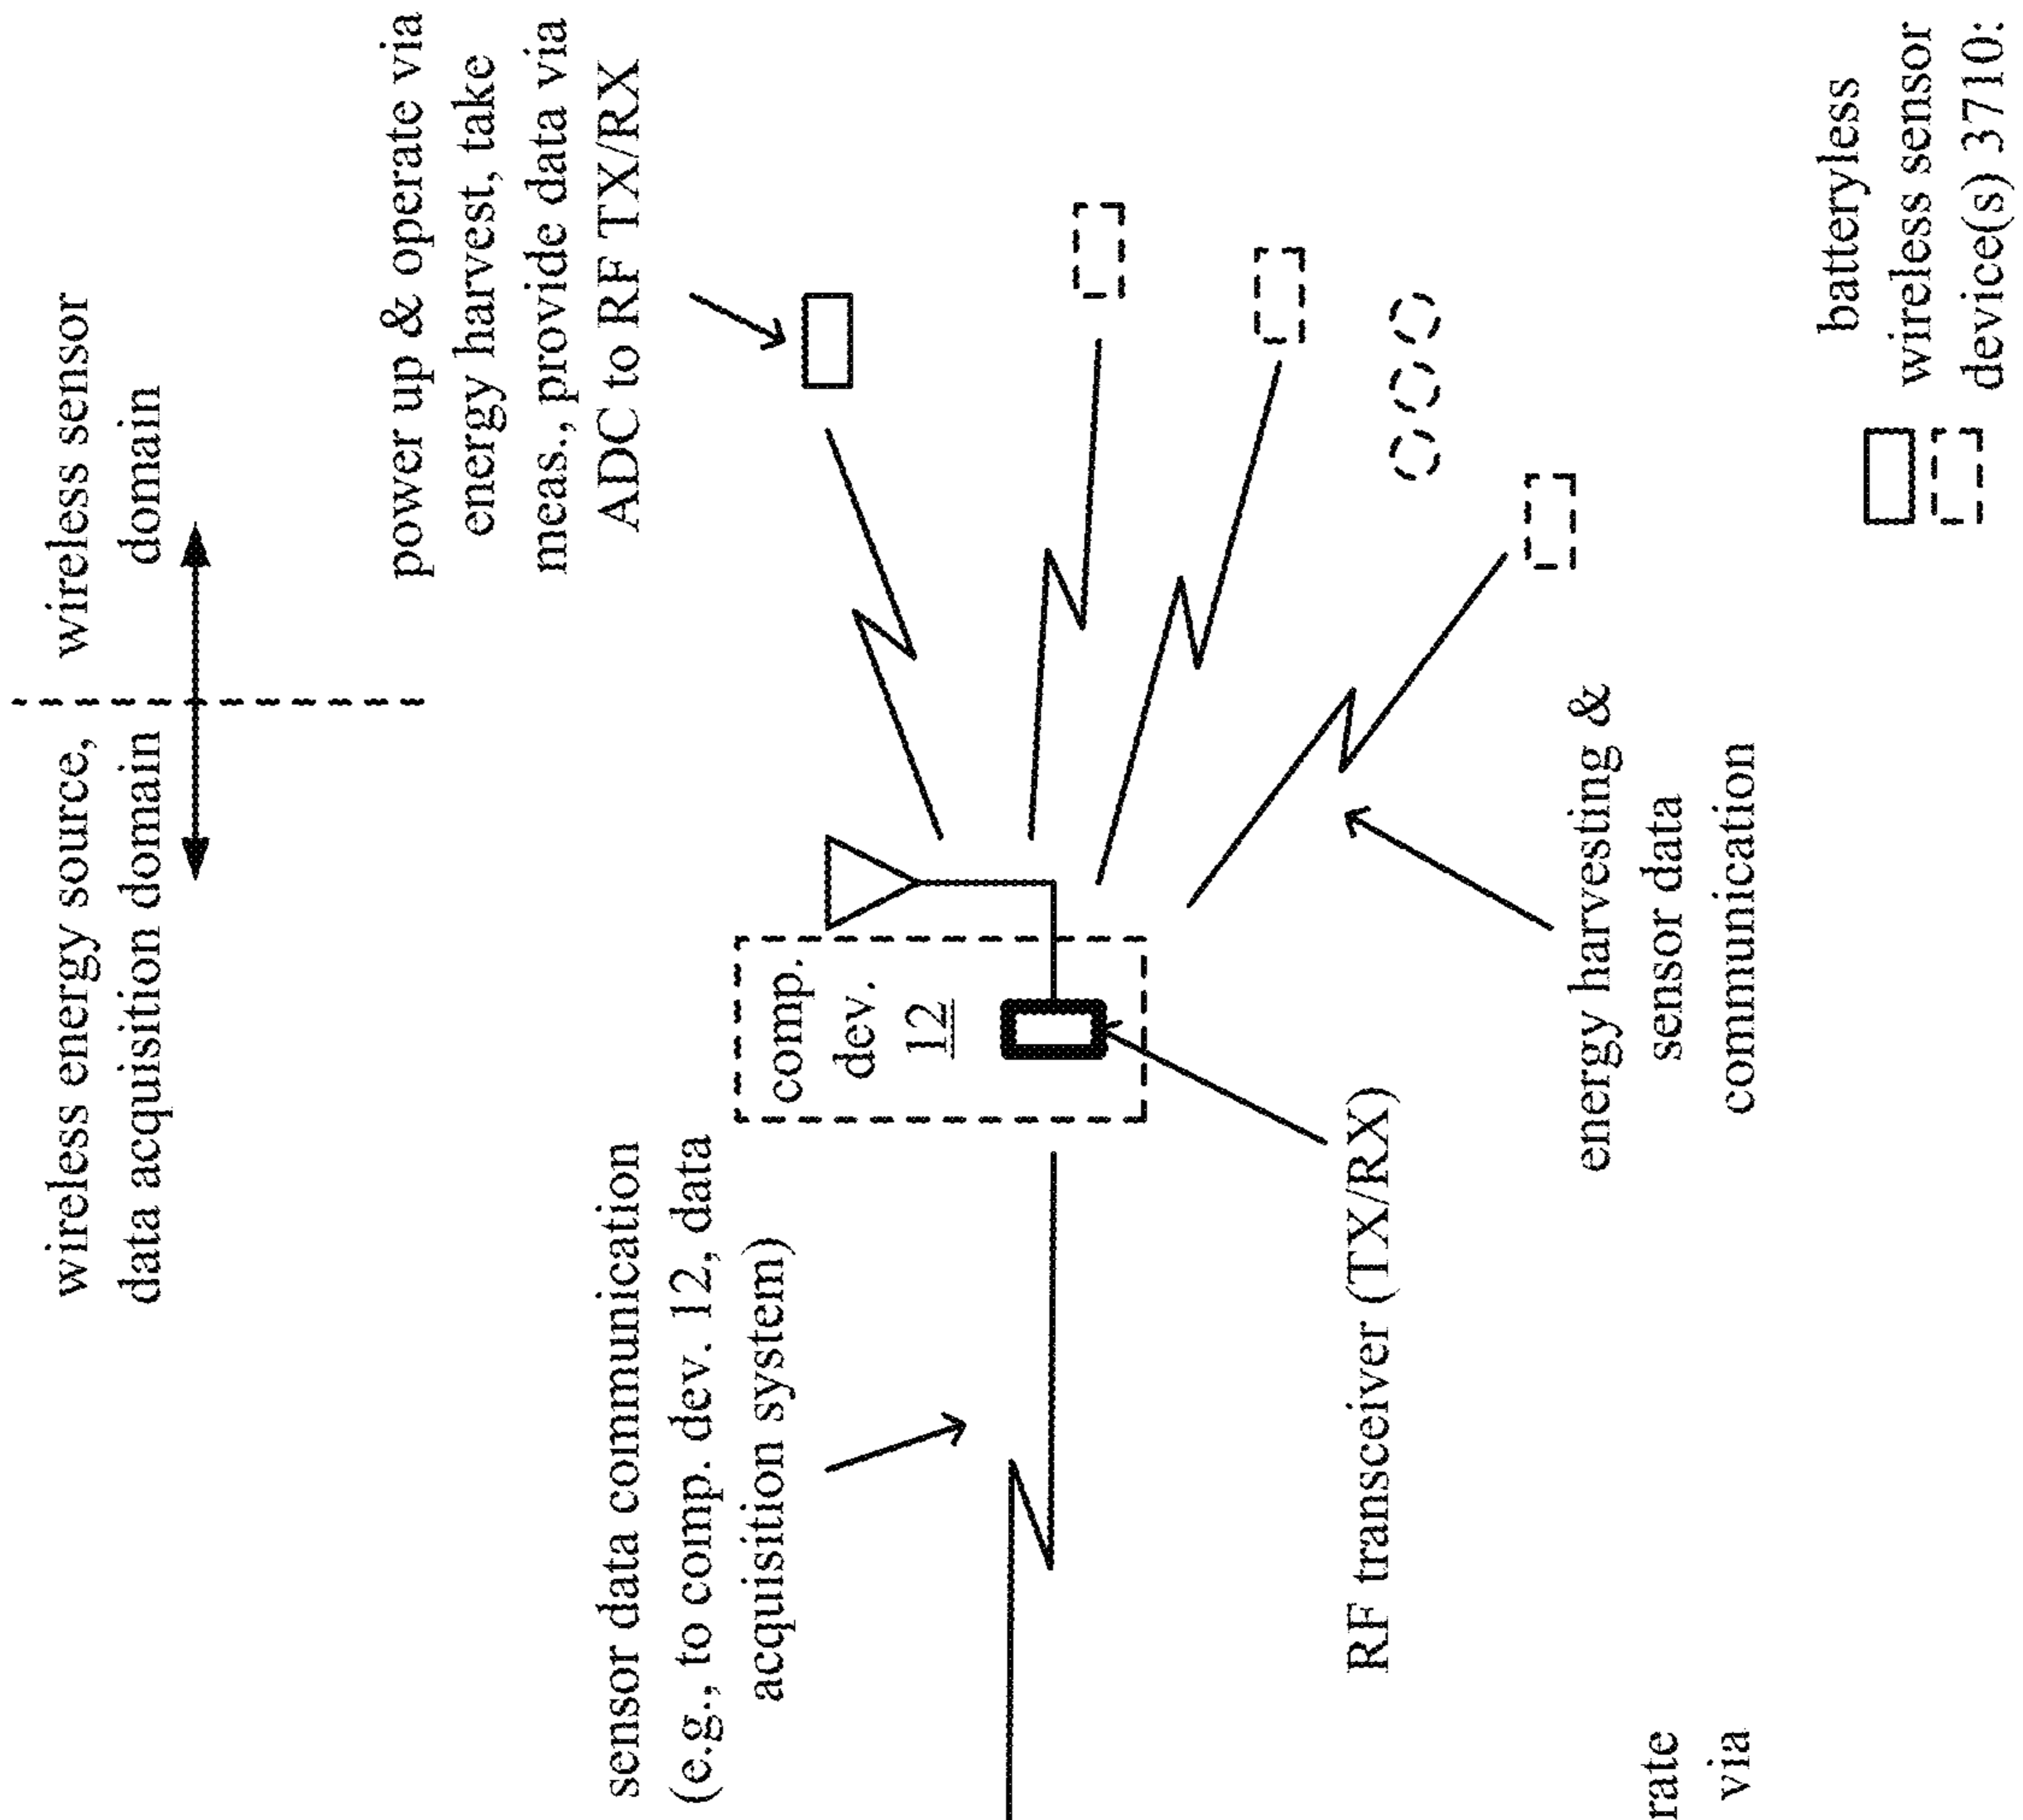 wireless energy source,
data acquisition domain
wireless sensor
domain
power up & operate via
energy harvest, take
meas., provide data via
ADC to RF TX/RX
sensor data communication
(e.g., to comp. dev. 12, data
acquisition system)
comp.
dev.
12
RF transceiver (TX/RX)
energy harvesting &
sensor data
communication
rate
via
batteryless
wireless sensor
device(s) 3710: